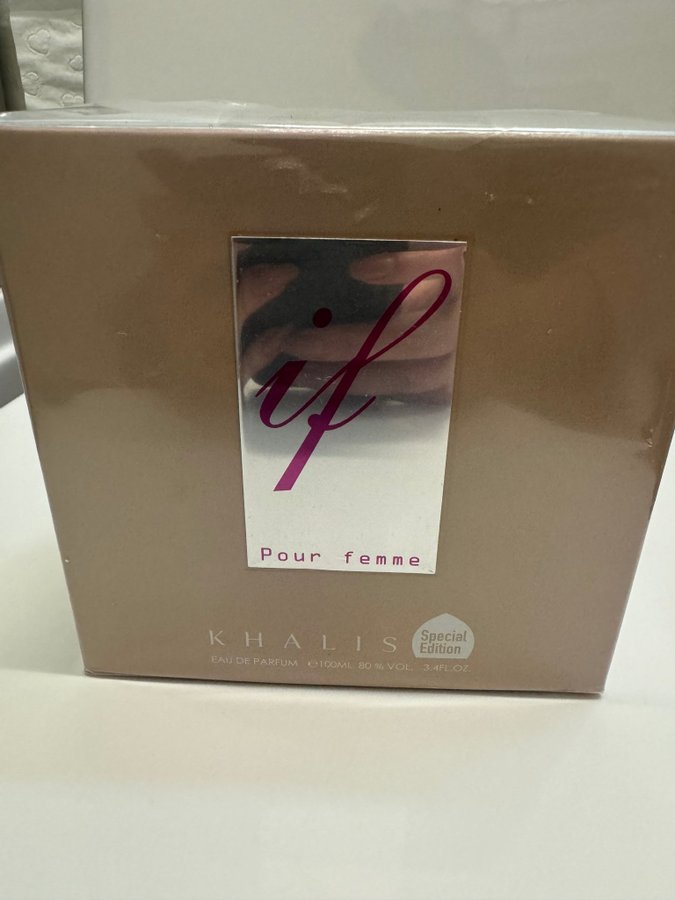 if
Pour femme
KHALIS
Special
Edition
EAU DE PARFUM ℮100ML. 80 % VOL. 3.4FL.OZ.